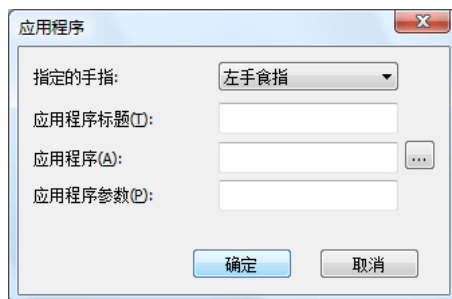 应用程序
指定的手指: 左手食指
应用程序标题(T):
应用程序(A): ...
应用程序参数(P):
确定 取消